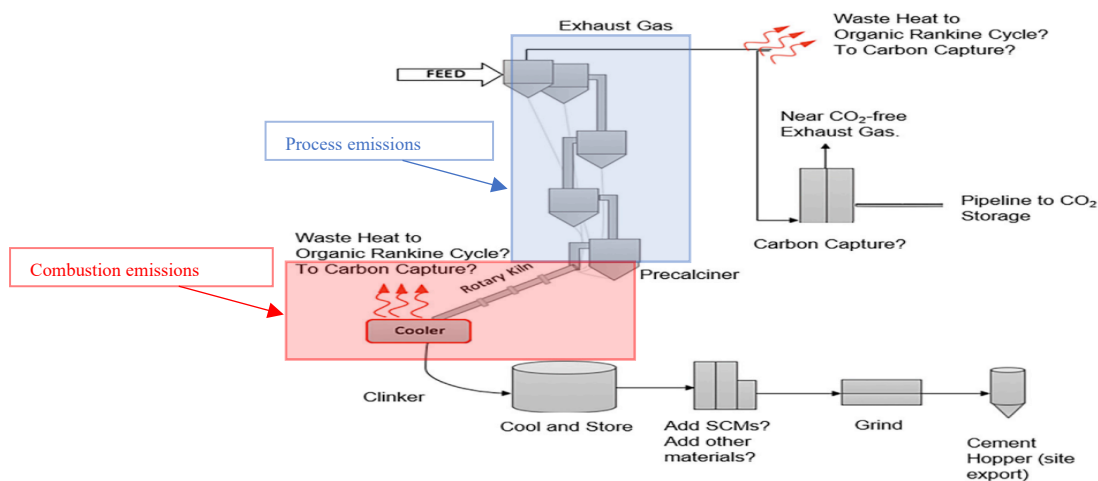 Exhaust Gas
Waste Heat to
Organic Rankine Cycle?
To Carbon Capture?
FEED
Near CO₂-free
Exhaust Gas.
Process emissions
Pipeline to CO₂
Storage
Carbon Capture?
Waste Heat to
Organic Rankine Cycle?
To Carbon Capture?
Combustion emissions
Rotary Kiln
Precalciner
Cooler
Clinker
Cool and Store
Add SCMs?
Add other
materials?
Grind
Cement
Hopper (site
export)